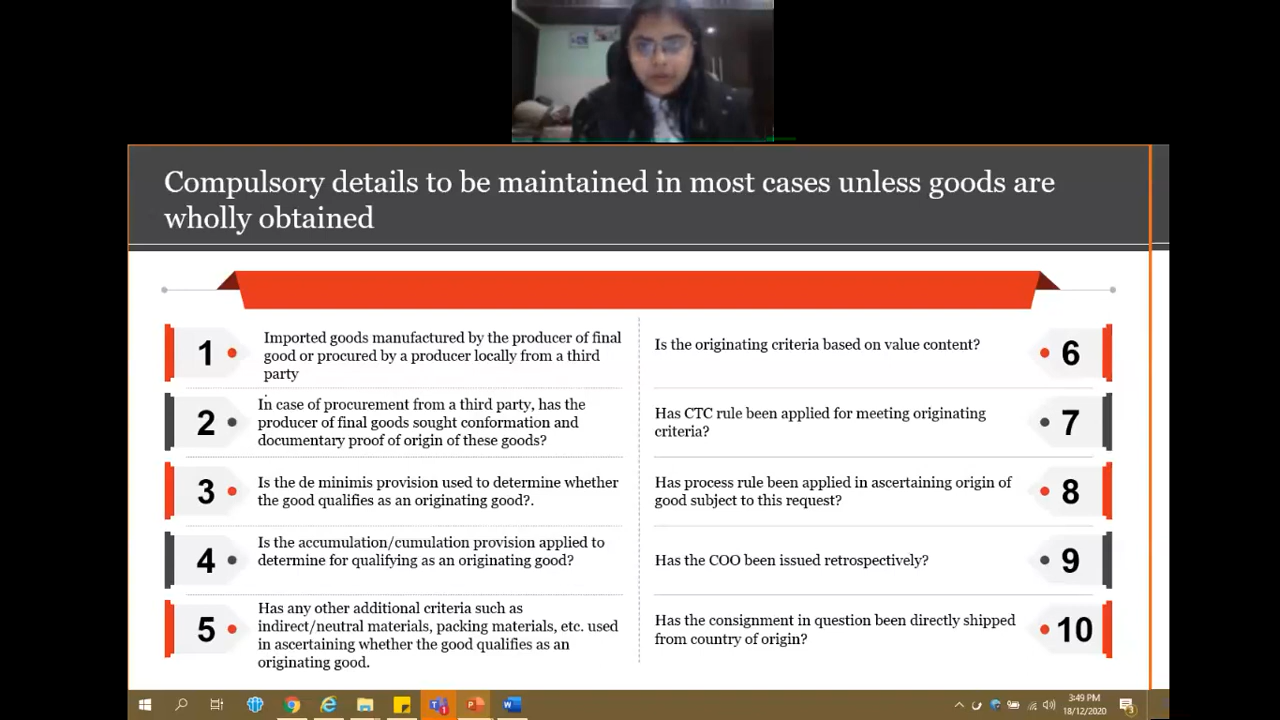 Compulsory details to be maintained in most cases unless goods are
wholly obtained
1
Imported goods manufactured by the producer of final
good or procured by a producer locally from a third
party
2
In case of procurement from a third party, has the
producer of final goods sought conformation and
documentary proof of origin of these goods?
3
Is the de minimis provision used to determine whether
the good qualifies as an originating good?.
4
Is the accumulation/cumulation provision applied to
determine for qualifying as an originating good?
5
Has any other additional criteria such as
indirect/neutral materials, packing materials, etc. used
in ascertaining whether the good qualifies as an
originating good.
Is the originating criteria based on value content?
6
Has CTC rule been applied for meeting originating
criteria?
7
Has process rule been applied in ascertaining origin of
good subject to this request?
8
Has the COO been issued retrospectively?
9
Has the consignment in question been directly shipped
from country of origin?
10
3:49 PM
18/12/2020